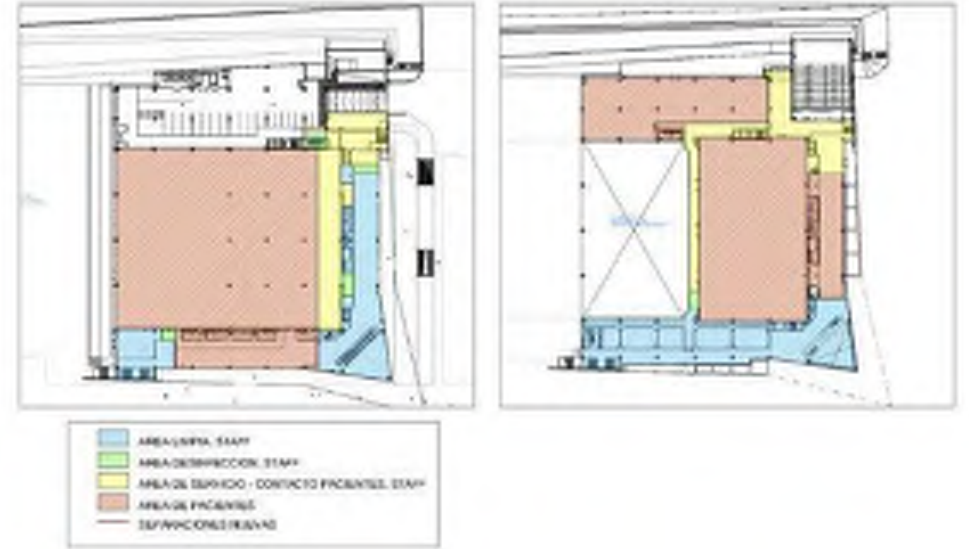 AREA LIMPIA. STAFF
AREA DESINFECCION. STAFF
AREA DE SERVICIO - CONTACTO PACIENTES. STAFF
AREA DE PACIENTES
SEPARACIONES NUEVAS